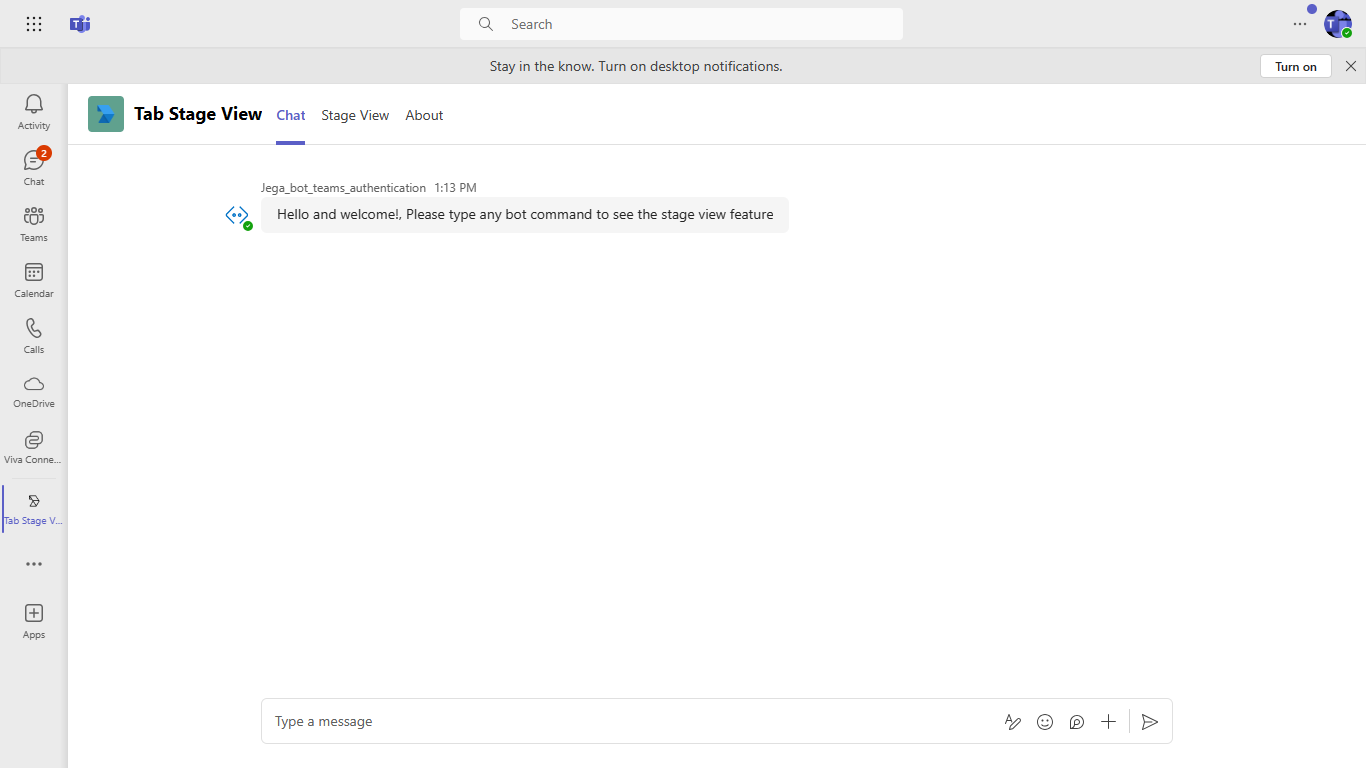 Search
Stay in the know. Turn on desktop notifications.
Turn on
Activity
2
Chat
Teams
Calendar
Calls
OneDrive
Viva Conne...
Tab Stage V...
Apps
Tab Stage View
Chat
Stage View
About
Jega_bot_teams_authentication 1:13 PM
Hello and welcome!, Please type any bot command to see the stage view feature
Type a message